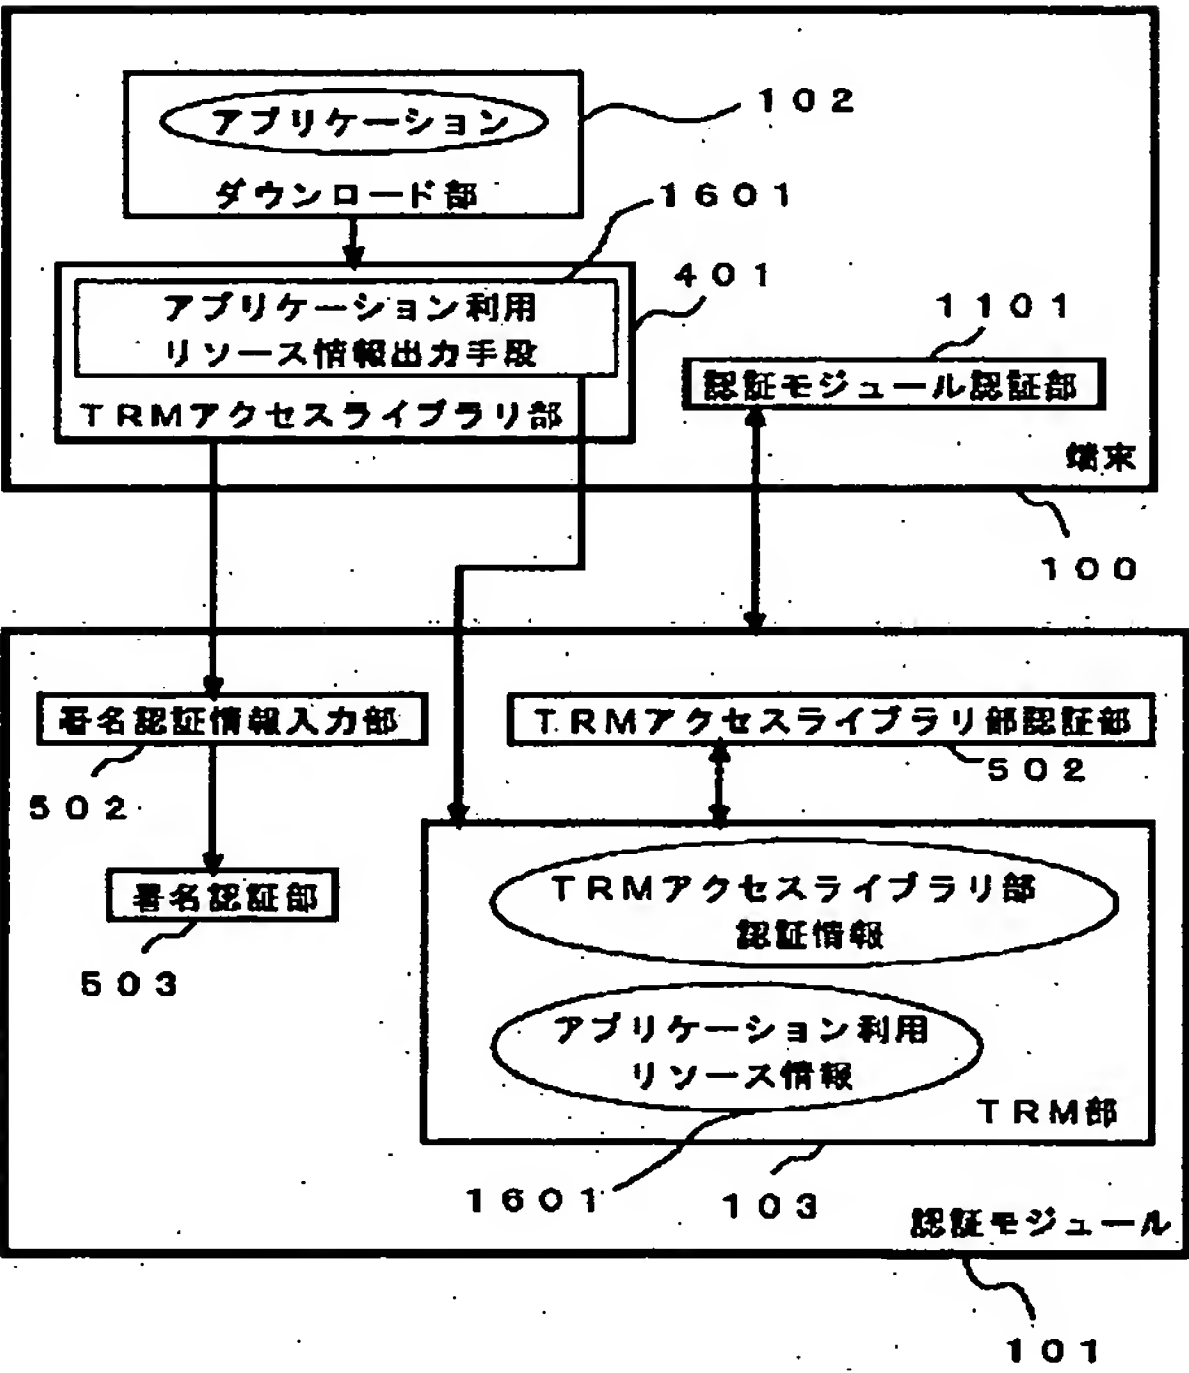 アプリケーション
102
ダウンロード部
1601
401
アプリケーション利用
リソース情報出力手段
1101
認証モジュール認証部
TRMアクセスライブラリ部
端末
100
署名認証情報入力部
TRMアクセスライブラリ部認証部
502
502
TRMアクセスライブラリ部
認証情報
署名認証部
503
アプリケーション利用
リソース情報
TRM部
1601
103
認証モジュール
101